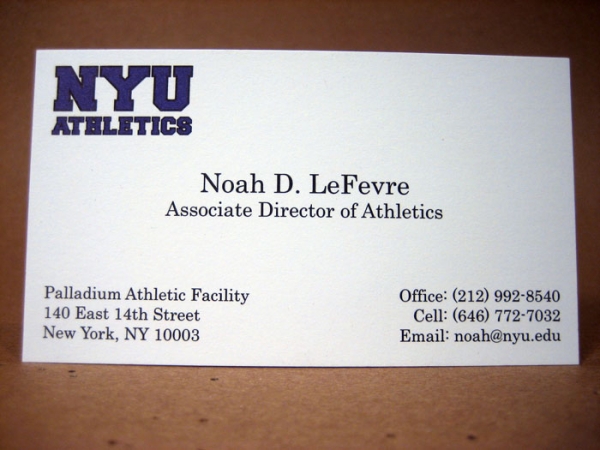 NYU
ATHLETICS
Noah D. LeFevre
Associate Director of Athletics
Palladium Athletic Facility
140 East 14th Street
New York, NY 10003
Office: (212) 992-8540
Cell: (646) 772-7032
Email: noah@nyu.edu